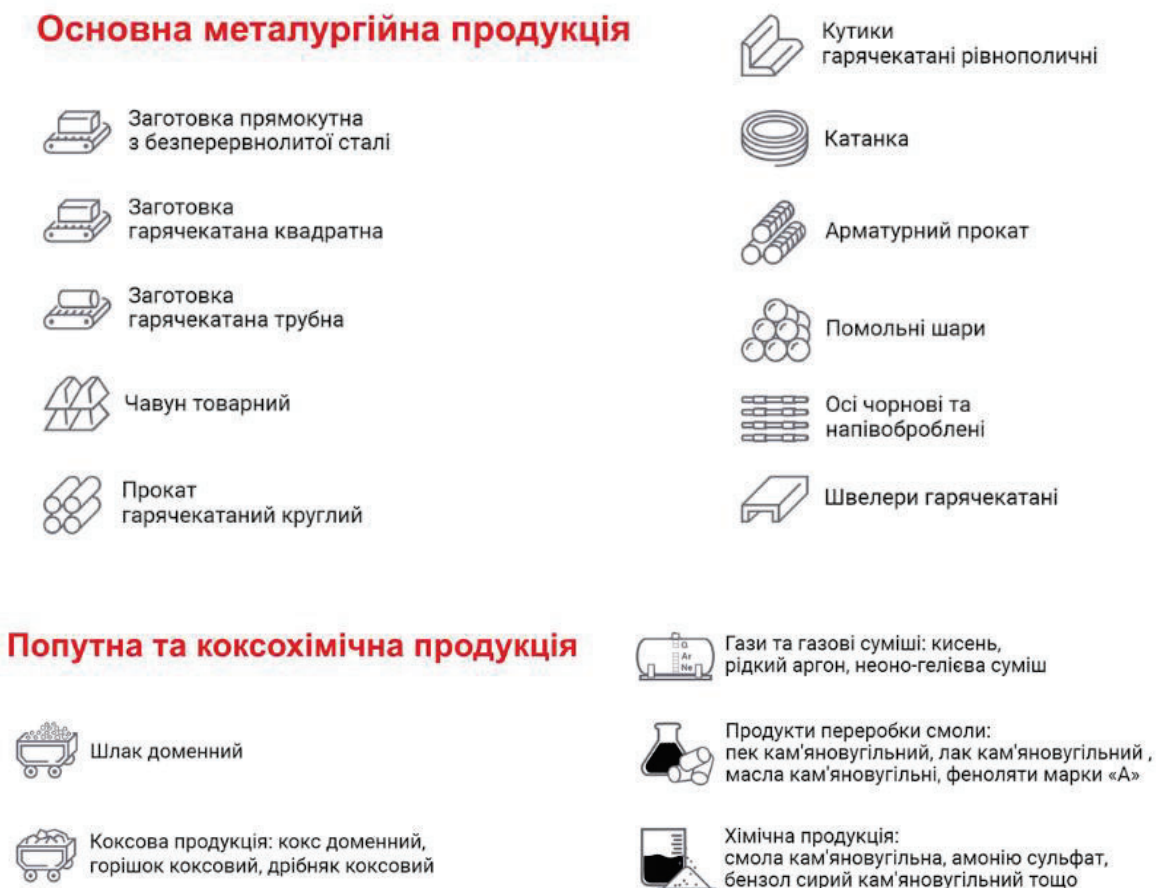 Основна металургійна продукція
Заготовка прямокутна
з безперервнолитої сталі
Заготовка
гарячекатана квадратна
Заготовка
гарячекатана трубна
Чавун товарний
Прокат
гарячекатаний круглий
Кутики
гарячекатані рівнополичні
Катанка
Арматурний прокат
Помольні шари
Осі чорнові та
напівоброблені
Швелери гарячекатані
Попутна та коксохімічна продукція
Шлак доменний
Коксова продукція: кокс доменний,
горішок коксовий, дрібняк коксовий
Ar
Ne
Гази та газові суміші: кисень,
рідкий аргон, неоно-гелієва суміш
Продукти переробки смоли:
пек кам'яновугільний, лак кам'яновугільний ,
масла кам'яновугільні, феноляти марки «А»
Хімічна продукція:
смола кам'яновугільна, амонію сульфат,
бензол сирий кам'яновугільний тощо